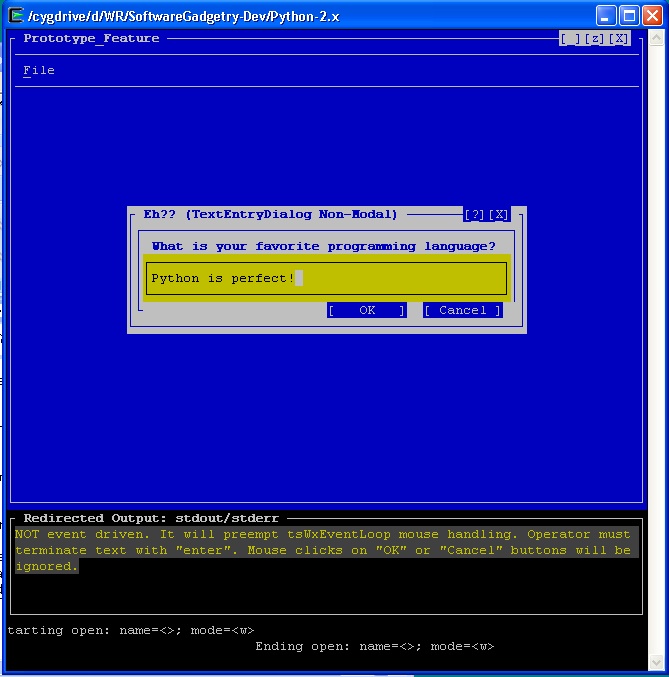 /cygdrive/d/WR/SoftwareGadgetry-Dev/Python-2.x
Prototype_Feature [_][z][X]
File
Eh?? (TextEntryDialog Non-Modal) [?][X]
What is your favorite programming language?
Python is perfect!
[ OK ] [ Cancel ]
Redirected Output: stdout/stderr
NOT event driven. It will preempt tsWxEventLoop mouse handling. Operator must
terminate text with "enter". Mouse clicks on "OK" or "Cancel" buttons will be
ignored.
tarting open: name=<>; mode=<w>
Ending open: name=<>; mode=<w>